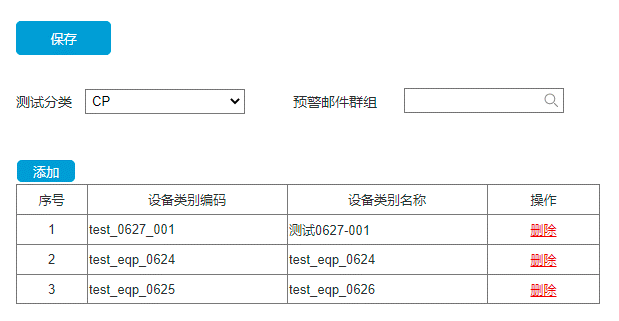 保存
测试分类 CP 预警邮件群组
添加
序号 设备类别编码 设备类别名称 操作
1 test_0627_001 测试0627-001 删除
2 test_eqp_0624 test_eqp_0624 删除
3 test_eqp_0625 test_eqp_0626 删除